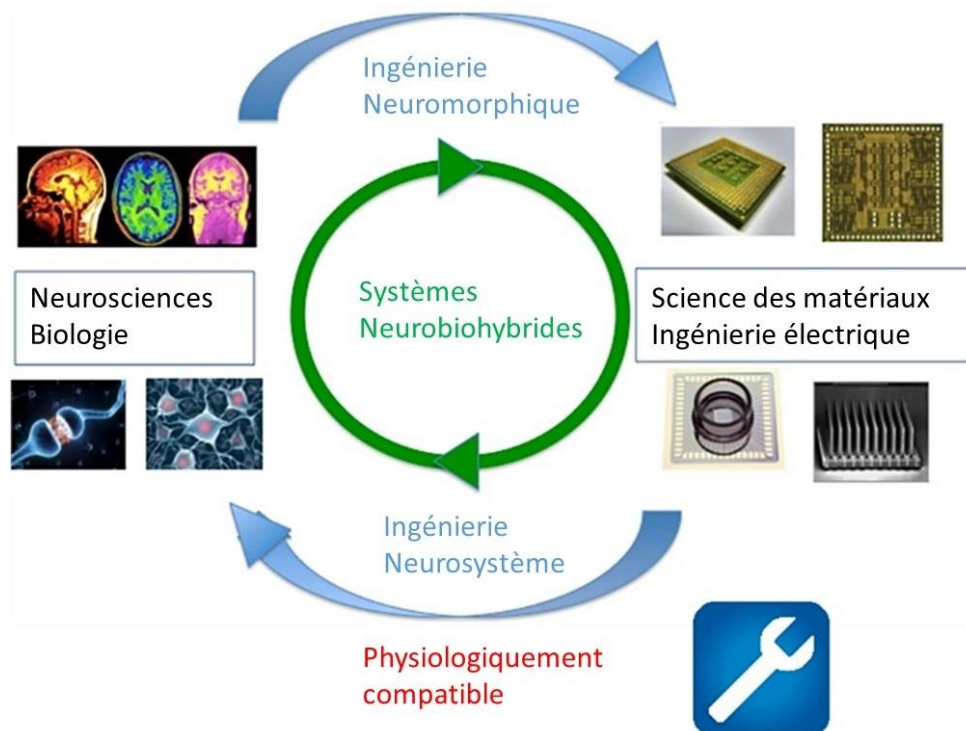 Ingénierie
Neuromorphique
Neurosciences
Biologie
Systèmes
Neurobiohybrides
Science des matériaux
Ingénierie électrique
Ingénierie
Neurosystème
Physiologiquement
compatible